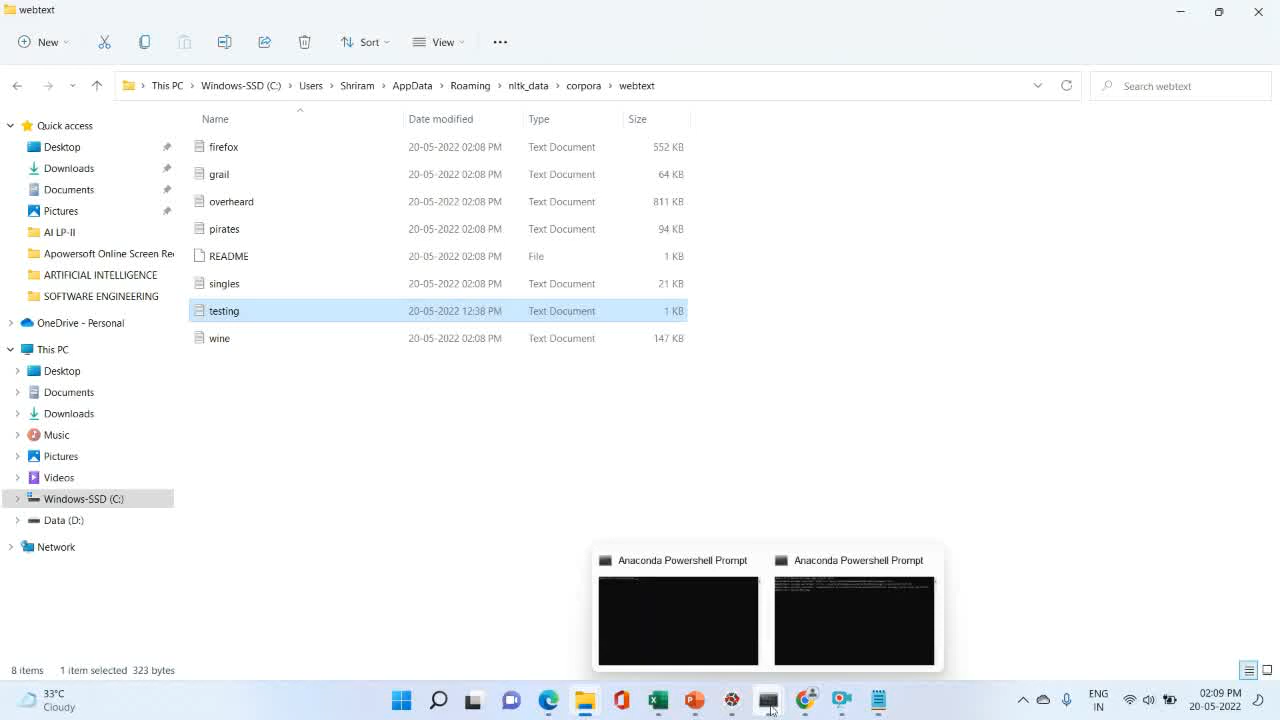 webtext
New
Sort
View
This PC > Windows-SSD (C:) > Users > Shriram > AppData > Roaming > nltk_data > corpora > webtext
Search webtext
Quick access
Desktop
Downloads
Documents
Pictures
AI LP-II
Apowersoft Online Screen Re
ARTIFICIAL INTELLIGENCE
SOFTWARE ENGINEERING
OneDrive - Personal
This PC
Desktop
Documents
Downloads
Music
Pictures
Videos
Windows-SSD (C:)
Data (D:)
Network
Name Date modified Type Size
firefox 20-05-2022 02:08 PM Text Document 552 KB
grail 20-05-2022 02:08 PM Text Document 64 KB
overheard 20-05-2022 02:08 PM Text Document 811 KB
pirates 20-05-2022 02:08 PM Text Document 94 KB
README 20-05-2022 02:08 PM File 1 KB
singles 20-05-2022 02:08 PM Text Document 21 KB
testing 20-05-2022 12:38 PM Text Document 1 KB
wine 20-05-2022 02:08 PM Text Document 147 KB
Anaconda Powershell Prompt Anaconda Powershell Prompt
8 items 1 item selected 323 bytes
33°C
Cloudy
ENG
IN
02:09 PM
20-05-2022